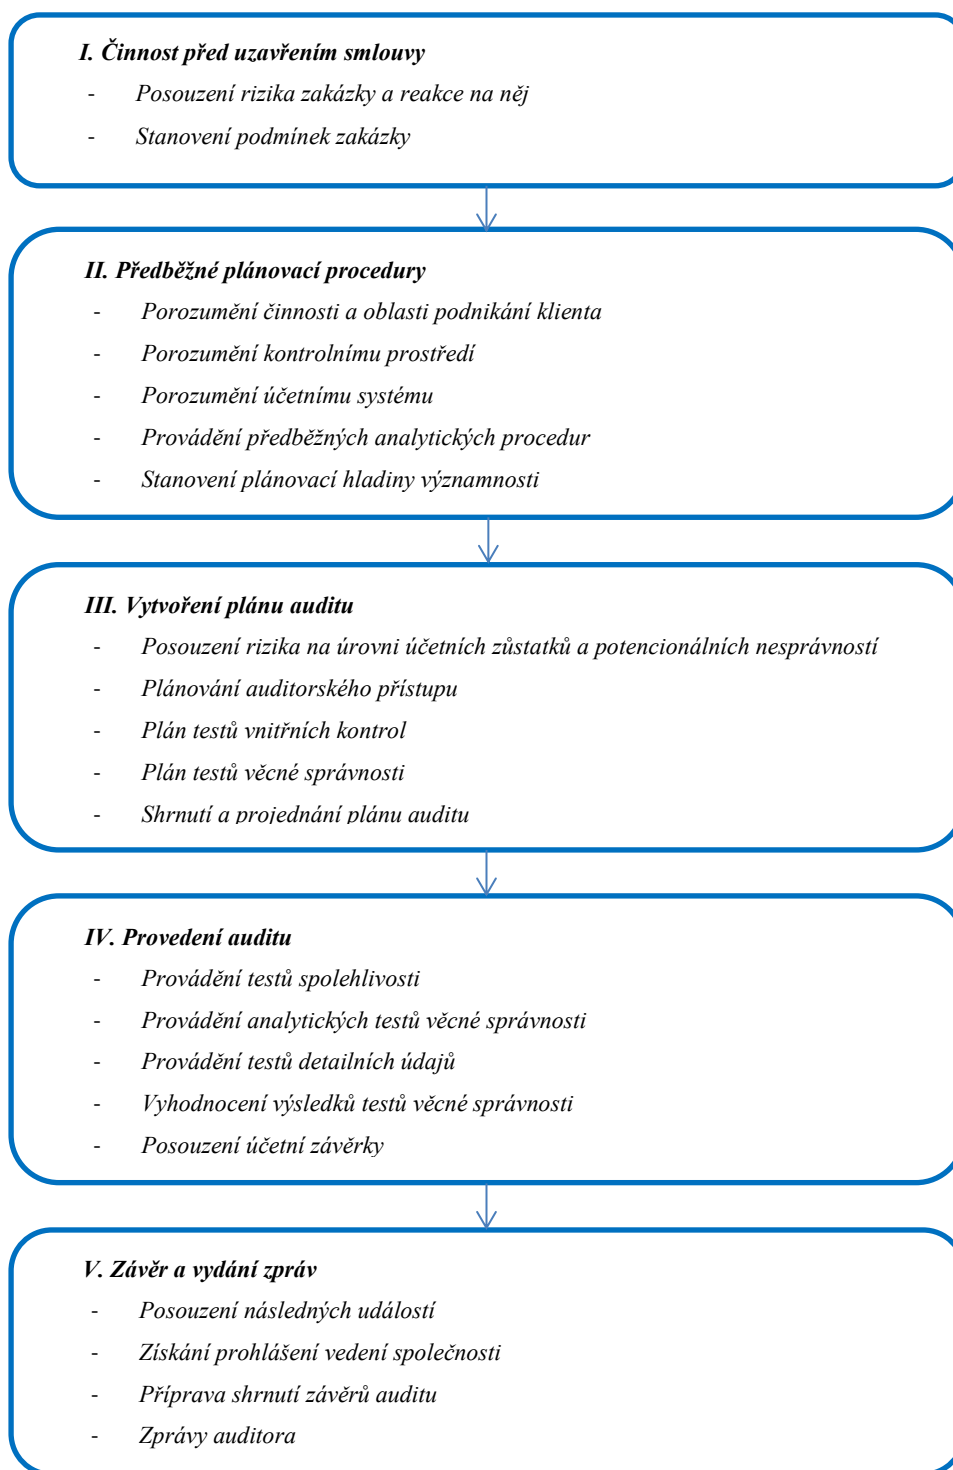 I. Činnost před uzavřením smlouvy
- Posouzení rizika zakázky a reakce na něj
- Stanovení podmínek zakázky
II. Předběžné plánovací procedury
- Porozumění činnosti a oblasti podnikání klienta
- Porozumění kontrolnímu prostředí
- Porozumění účetnímu systému
- Provádění předběžných analytických procedur
- Stanovení plánovací hladiny významnosti
III. Vytvoření plánu auditu
- Posouzení rizika na úrovni účetních zůstatků a potencionálních nesprávností
- Plánování auditorského přístupu
- Plán testů vnitřních kontrol
- Plán testů věcné správnosti
- Shrnutí a projednání plánu auditu
IV. Provedení auditu
- Provádění testů spolehlivosti
- Provádění analytických testů věcné správnosti
- Provádění testů detailních údajů
- Vyhodnocení výsledků testů věcné správnosti
- Posouzení účetní závěrky
V. Závěr a vydání zpráv
- Posouzení následných událostí
- Získání prohlášení vedení společnosti
- Příprava shrnutí závěrů auditu
- Zprávy auditora